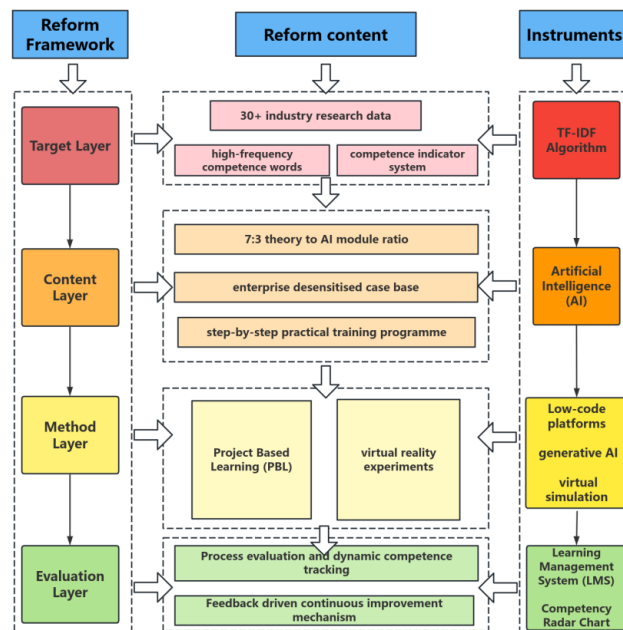 Reform
Framework
Reform content
Instruments
Target Layer
30+ industry research data
high-frequency
competence words
competence indicator
system
TF-IDF
Algorithm
Content
Layer
7:3 theory to AI module ratio
enterprise desensitised case base
step-by-step practical training programme
Artificial
Intelligence
(AI)
Method
Layer
Project Based
Learning (PBL)
virtual reality
experiments
Low-code
platforms
generative AI
virtual
simulation
Evaluation
Layer
Process evaluation and dynamic competence
tracking
Feedback driven continuous improvement
mechanism
Learning
Management
System (LMS)
Competency
Radar Chart